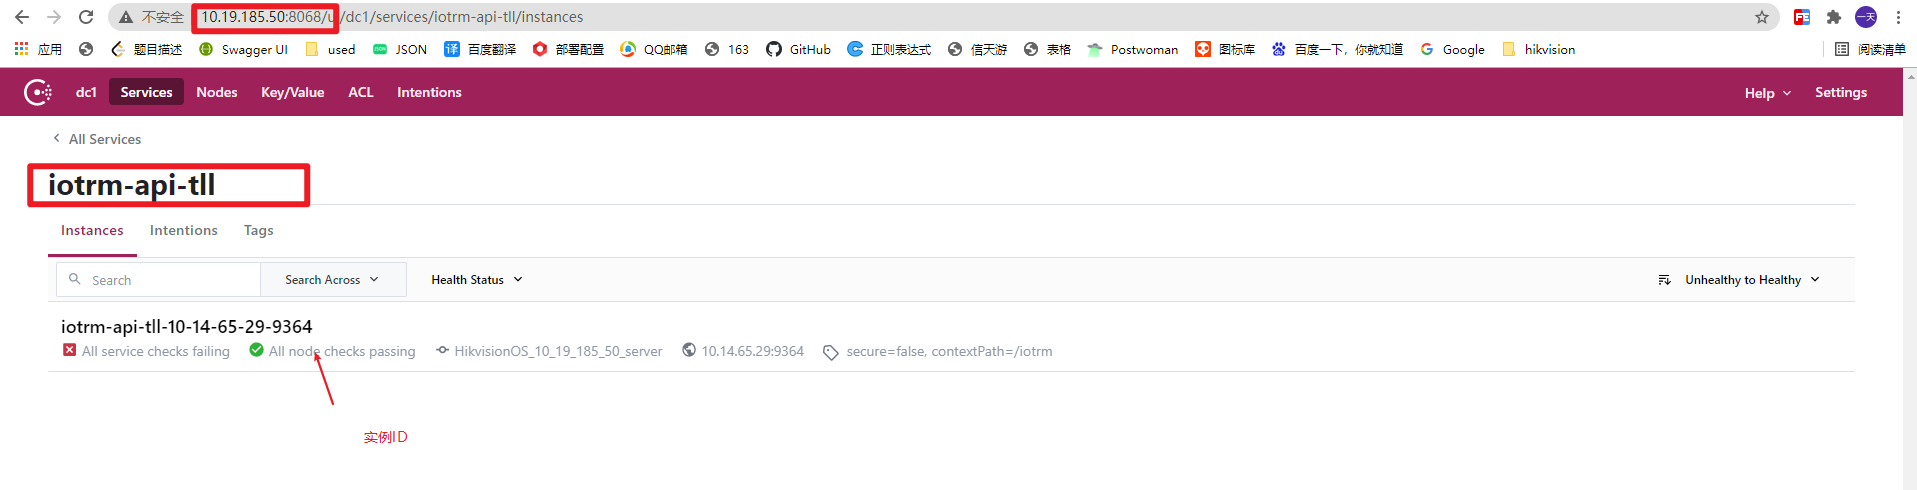 不安全 10.19.185.50:8068/ui/dc1/services/iotrm-api-tll/instances
应用 题目描述 Swagger UI used JSON 译 百度翻译 部署配置 QQ邮箱 163 GitHub 正则表达式 信天游 表格 Postwoman 图标库 百度一下，你就知道 Google hikvision 阅读清单
dc1 Services Nodes Key/Value ACL Intentions Help Settings
All Services
iotrm-api-tll
Instances Intentions Tags
Search Search Across Health Status Unhealthy to Healthy
iotrm-api-tll-10-14-65-29-9364
All service checks failing All node checks passing HikvisionOS_10_19_185_50_server 10.14.65.29:9364 secure=false, contextPath=/iotrm
实例ID